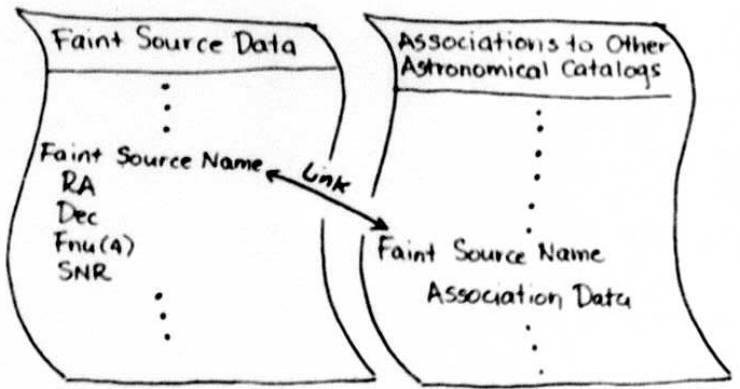 Faint Source Data
Faint Source Name
RA
Dec
Fnu(4)
SNR
Link
Associations to Other
Astronomical Catalogs
Faint Source Name
Association Data